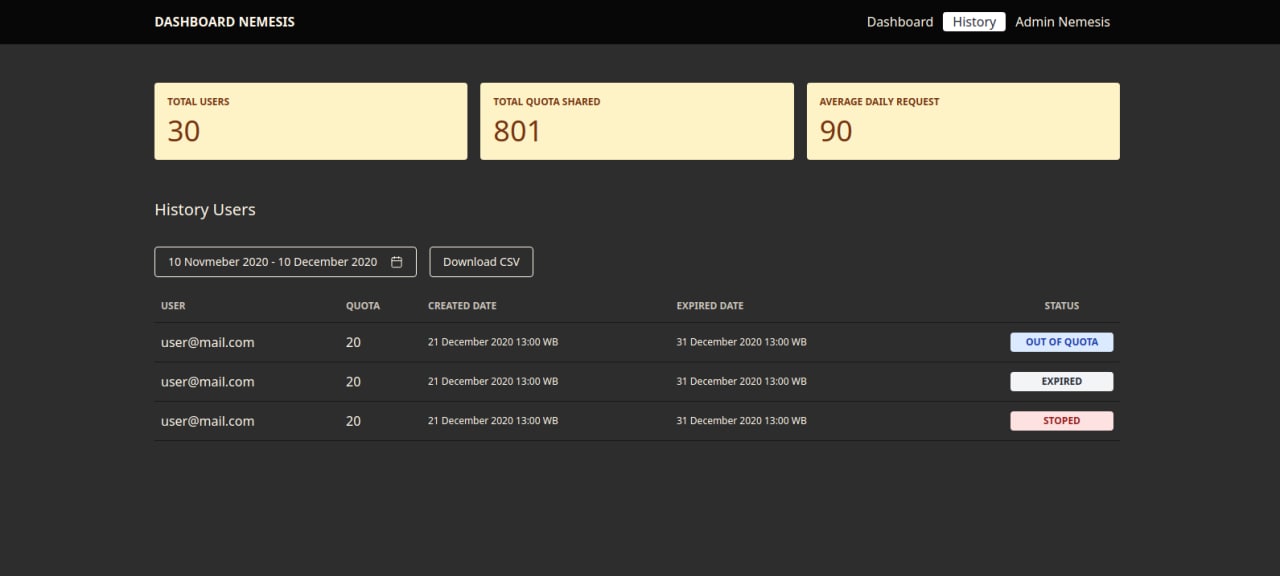 DASHBOARD NEMESIS Dashboard History Admin Nemesis
TOTAL USERS TOTAL QUOTA SHARED AVERAGE DAILY REQUEST
30 801 90
History Users
10 Novmeber 2020 - 10 December 2020 Download CSV
USER QUOTA CREATED DATE EXPIRED DATE STATUS
user@mail.com 20 21 December 2020 13:00 WB 31 December 2020 13:00 WB OUT OF QUOTA
user@mail.com 20 21 December 2020 13:00 WB 31 December 2020 13:00 WB EXPIRED
user@mail.com 20 21 December 2020 13:00 WB 31 December 2020 13:00 WB STOPED